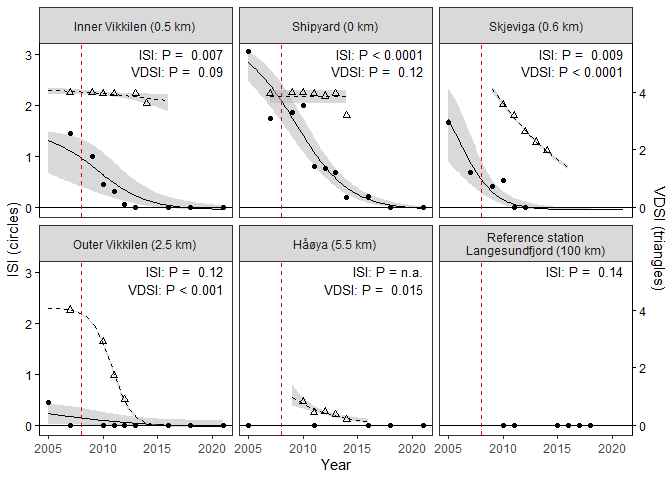 Inner Vikkilen (0.5 km)
Shipyard (0 km)
Skjeviga (0.6 km)
ISI: P = 0.007
VDSI: P = 0.09
ISI: P < 0.0001
VDSI: P = 0.12
ISI: P = 0.009
VDSI: P < 0.0001
3
2
1
0
4
2
0
Outer Vikkilen (2.5 km)
Håøya (5.5 km)
Reference station
Langesundfjord (100 km)
ISI: P = 0.12
VDSI: P < 0.001
ISI: P = n.a.
VDSI: P = 0.015
ISI: P = 0.14
3
2
1
0
4
2
0
ISI (circles)
VDSI (triangles)
2005 2010 2015 2020
2005 2010 2015 2020
2005 2010 2015 2020
Year